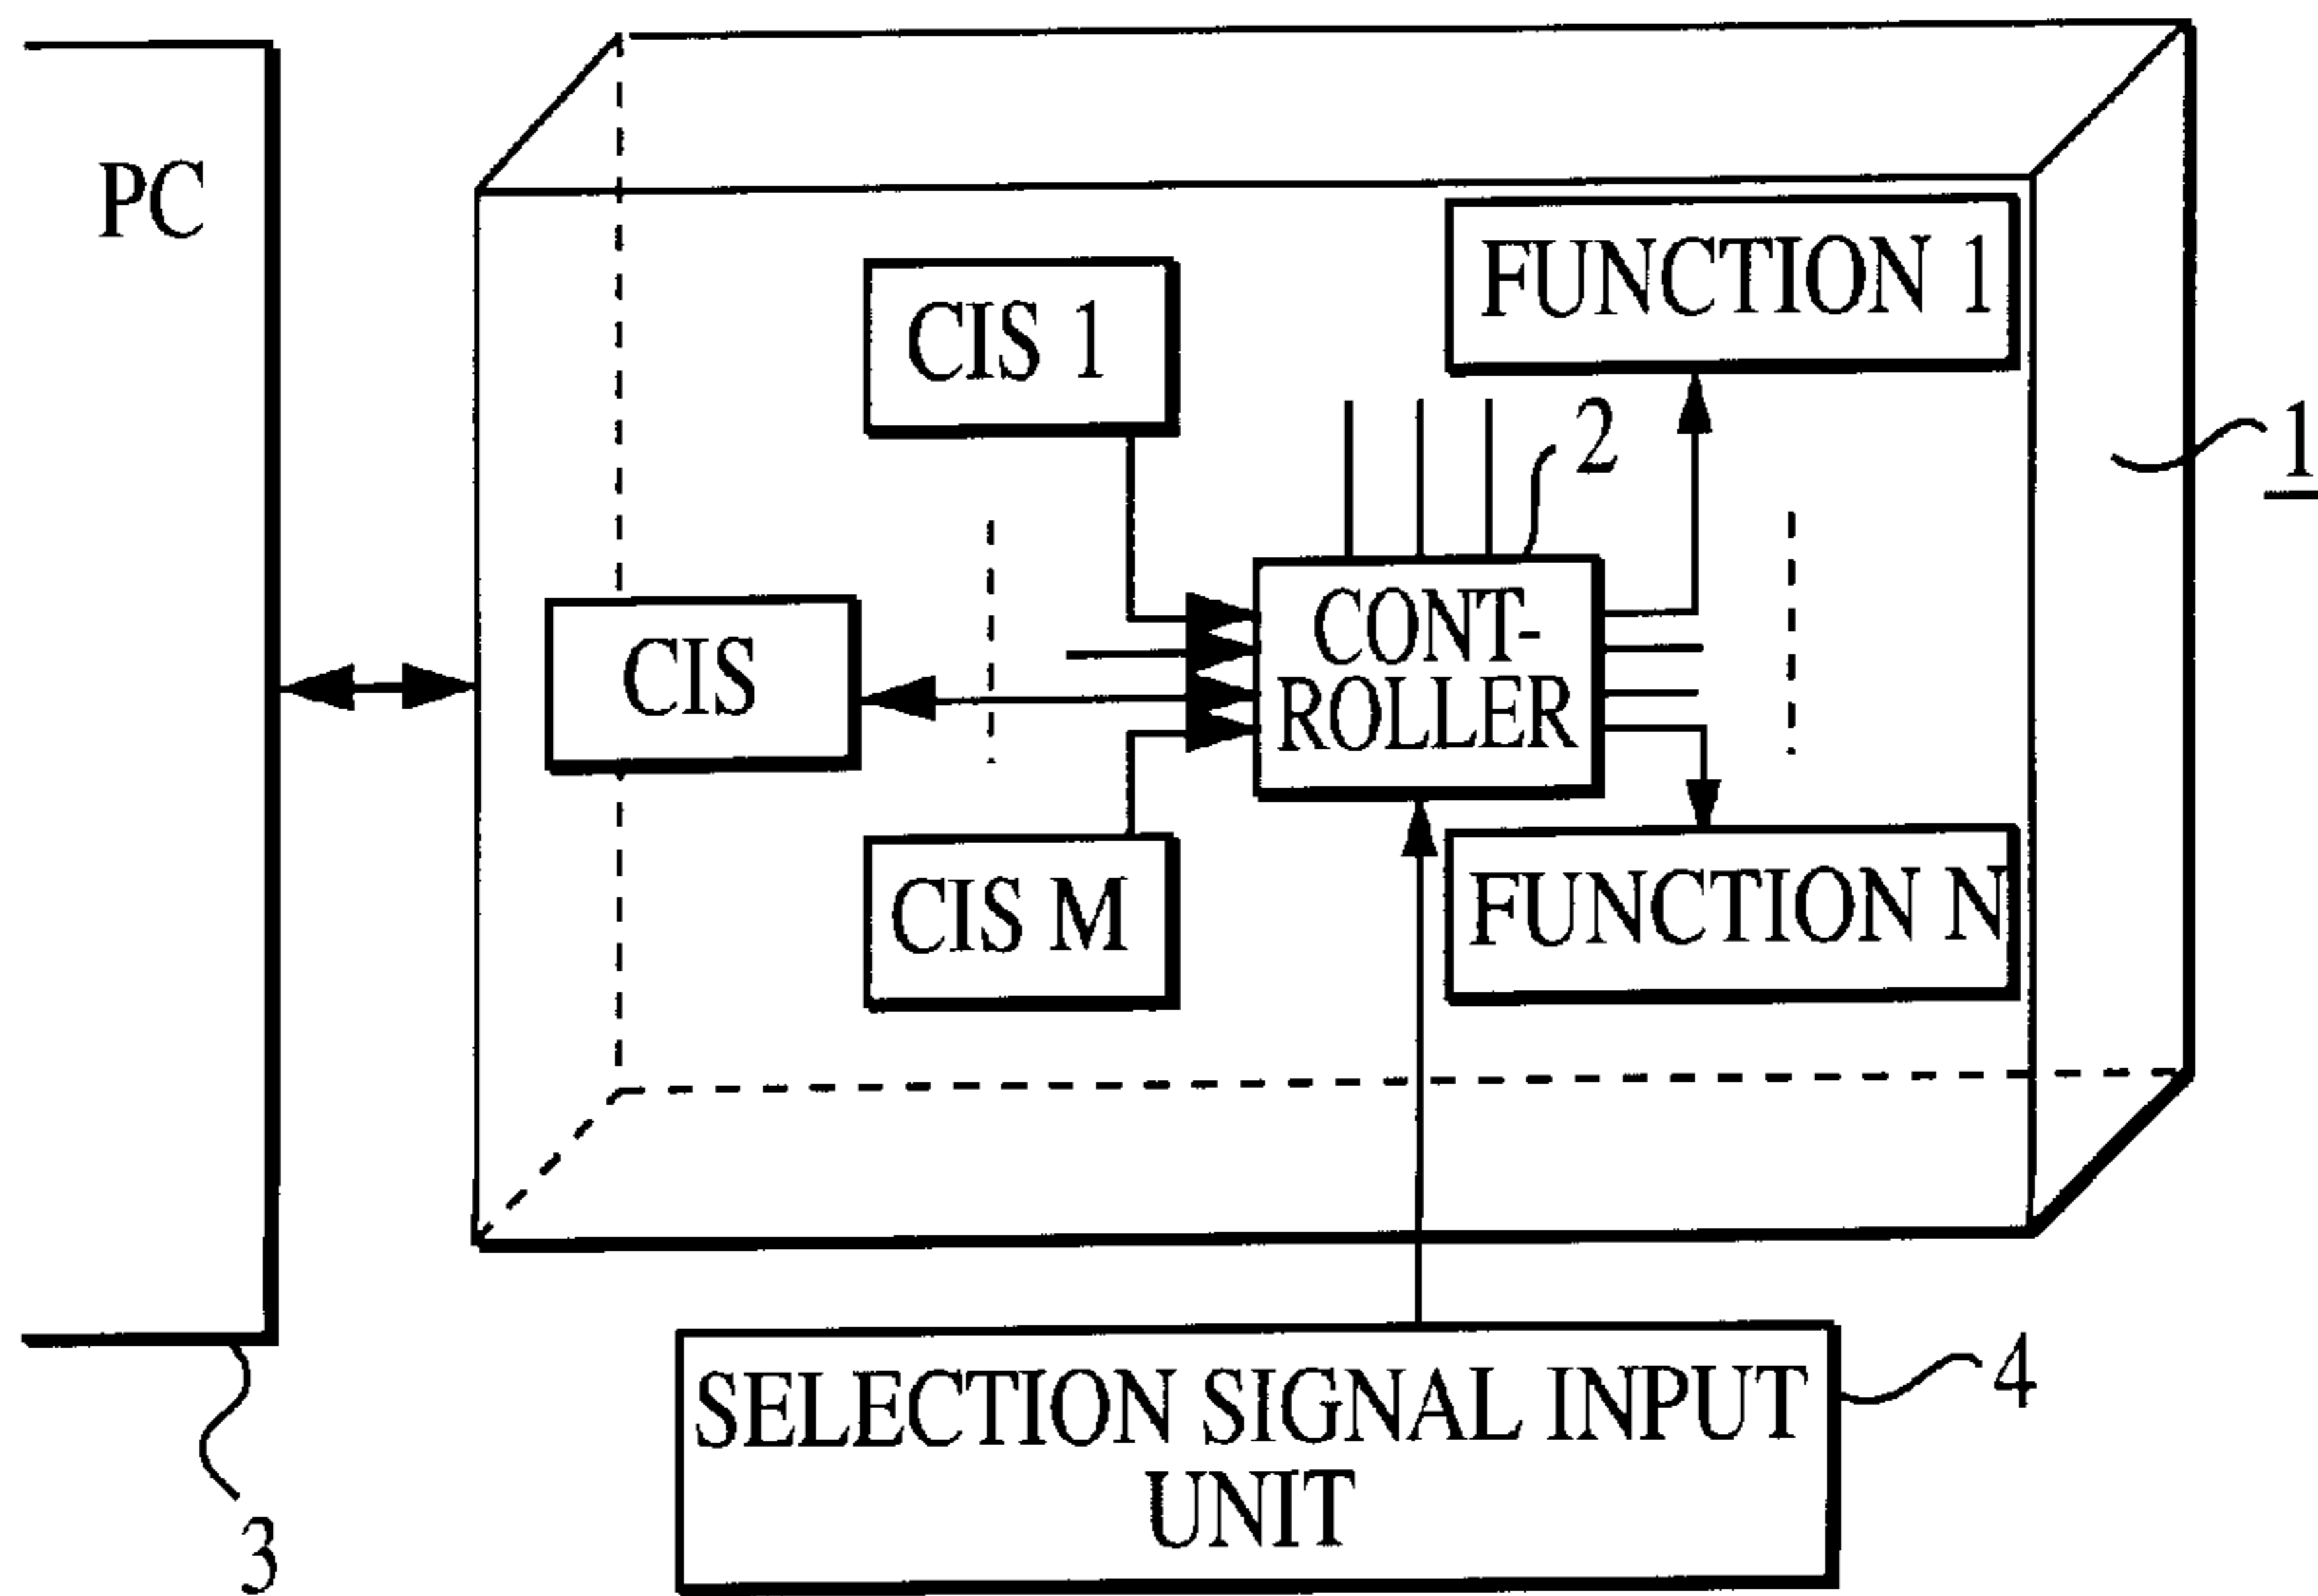 PC
FUNCTION 1
CIS 1
2
1
CONT-
ROLLER
CIS
CIS M
FUNCTION N
SELECTION SIGNAL INPUT
UNIT
4
3